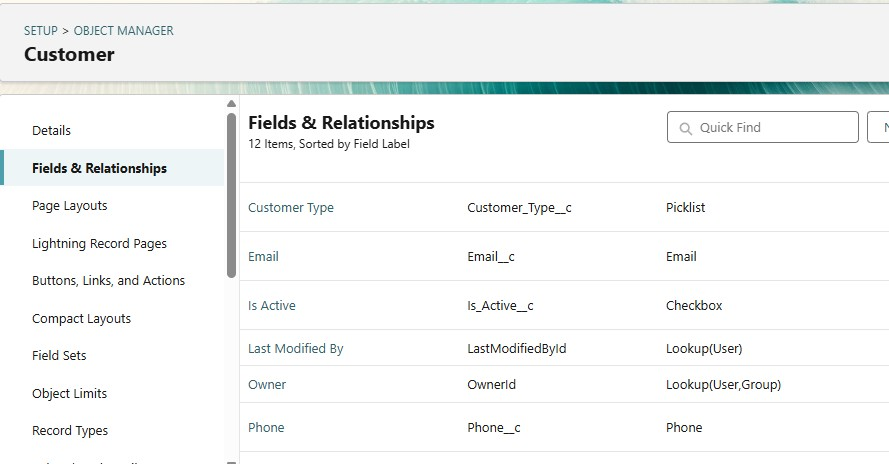 SETUP > OBJECT MANAGER
Customer
Details
Fields & Relationships
Page Layouts
Lightning Record Pages
Buttons, Links, and Actions
Compact Layouts
Field Sets
Object Limits
Record Types
Fields & Relationships
12 Items, Sorted by Field Label
Quick Find
Customer Type Customer_Type__c Picklist
Email Email__c Email
Is Active Is_Active__c Checkbox
Last Modified By LastModifiedById Lookup(User)
Owner OwnerId Lookup(User,Group)
Phone Phone__c Phone